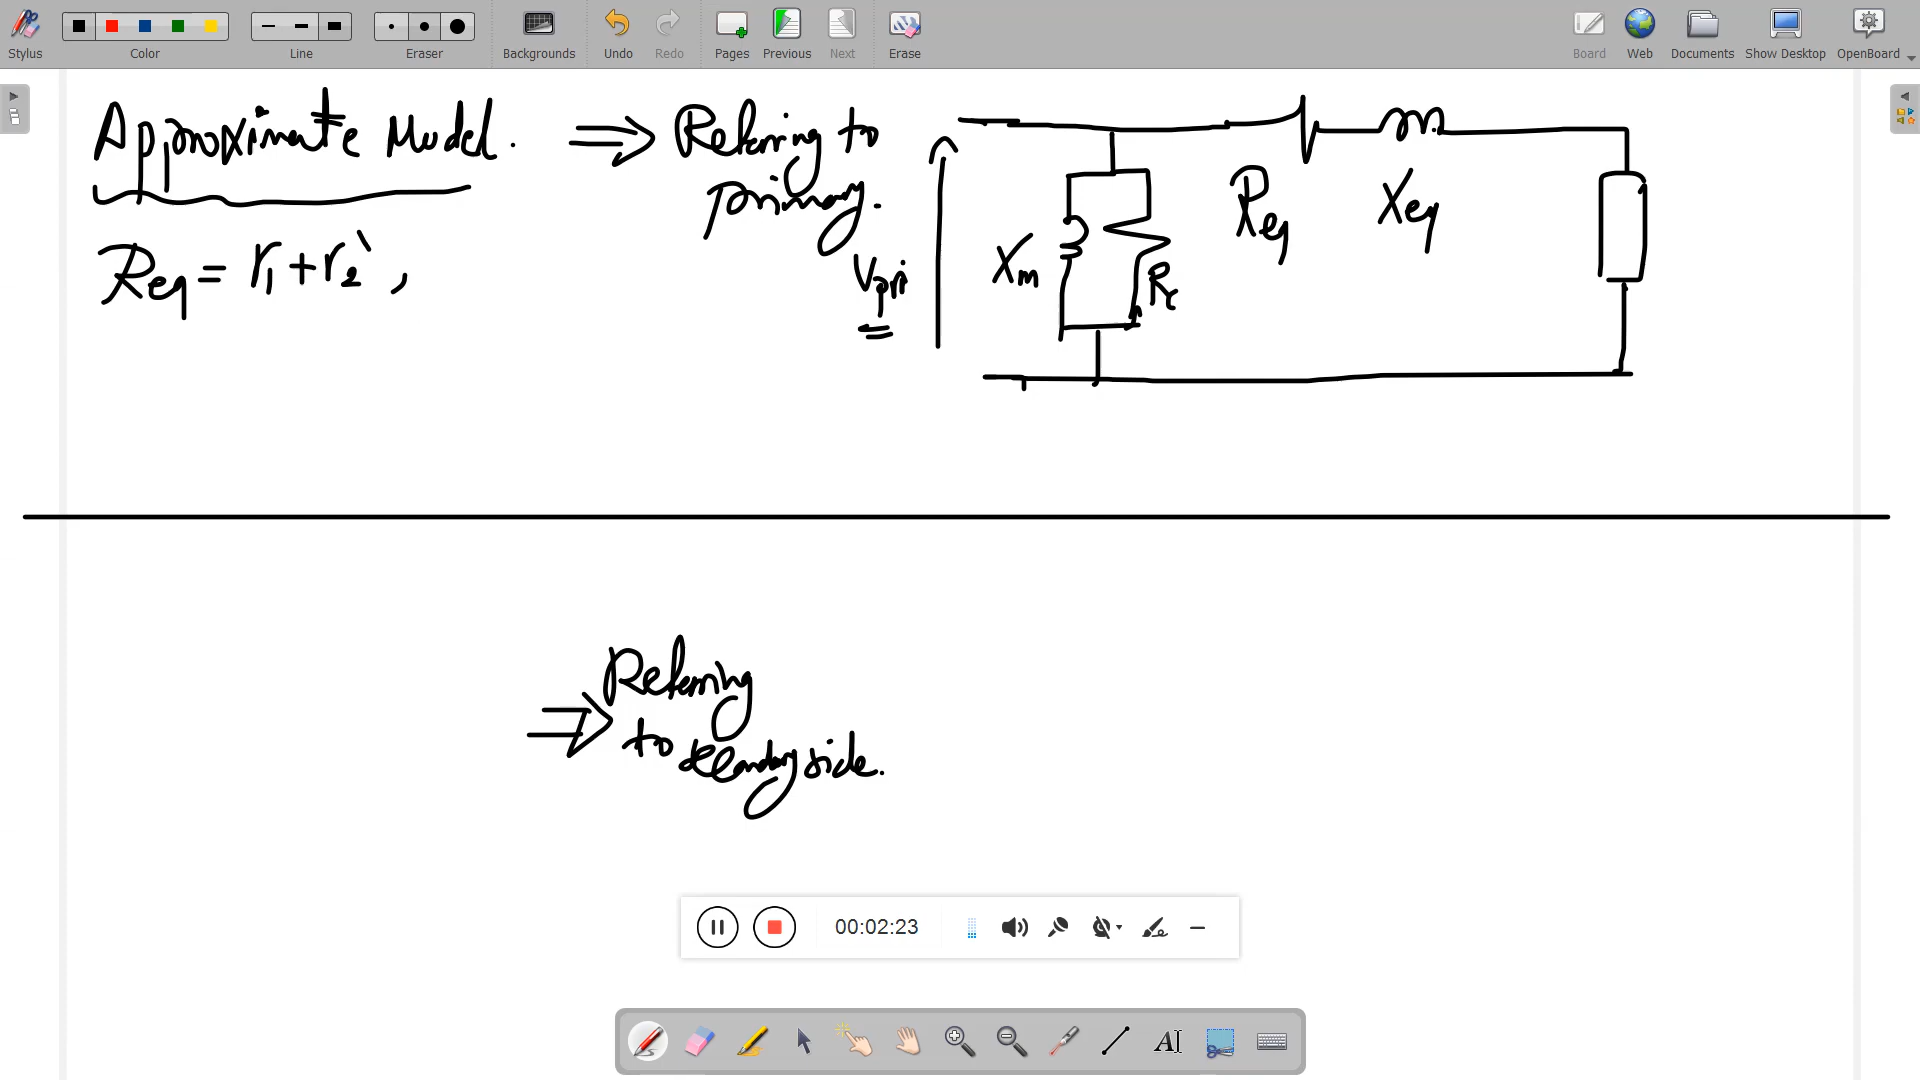 Stylus
Color
Line
Eraser
Backgrounds
Undo
Redo
Pages
Previous
Next
Erase
Board
Web
Documents
Show Desktop
OpenBoard
Approximate Model.
⇒ Referring to
primary.
Req = r1 + r2',
Vpri
Xm
Rc
Req
Xeq
⇒ Referring
to secondary side.
00:02:23
AI